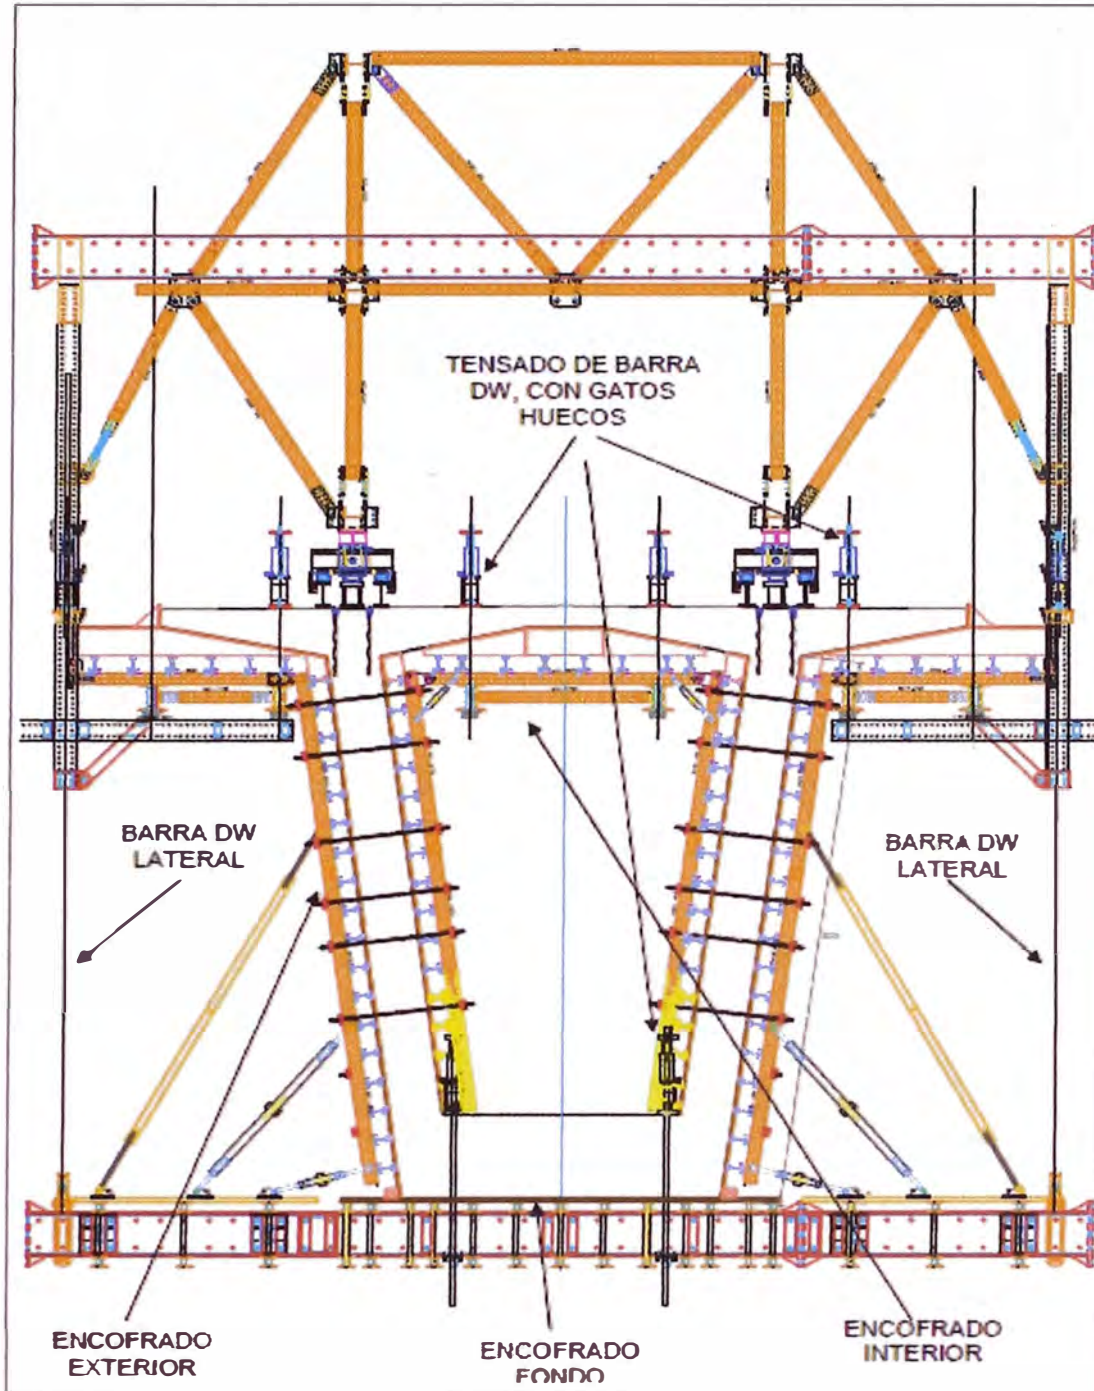 TENSADO DE BARRA
DW, CON GATOS
HUECOS
BARRA DW
LATERAL
BARRA DW
LATERAL
ENCOFRADO
EXTERIOR
ENCOFRADO
FONDO
ENCOFRADO
INTERIOR